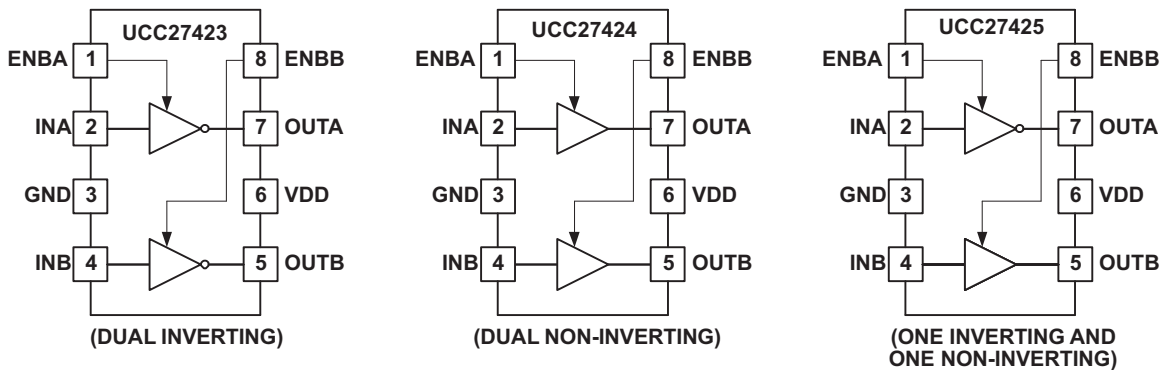 UCC27423
ENBA 1 8 ENBB
INA 2 7 OUTA
GND 3 6 VDD
INB 4 5 OUTB
(DUAL INVERTING)
UCC27424
ENBA 1 8 ENBB
INA 2 7 OUTA
GND 3 6 VDD
INB 4 5 OUTB
(DUAL NON-INVERTING)
UCC27425
ENBA 1 8 ENBB
INA 2 7 OUTA
GND 3 6 VDD
INB 4 5 OUTB
(ONE INVERTING AND
ONE NON-INVERTING)